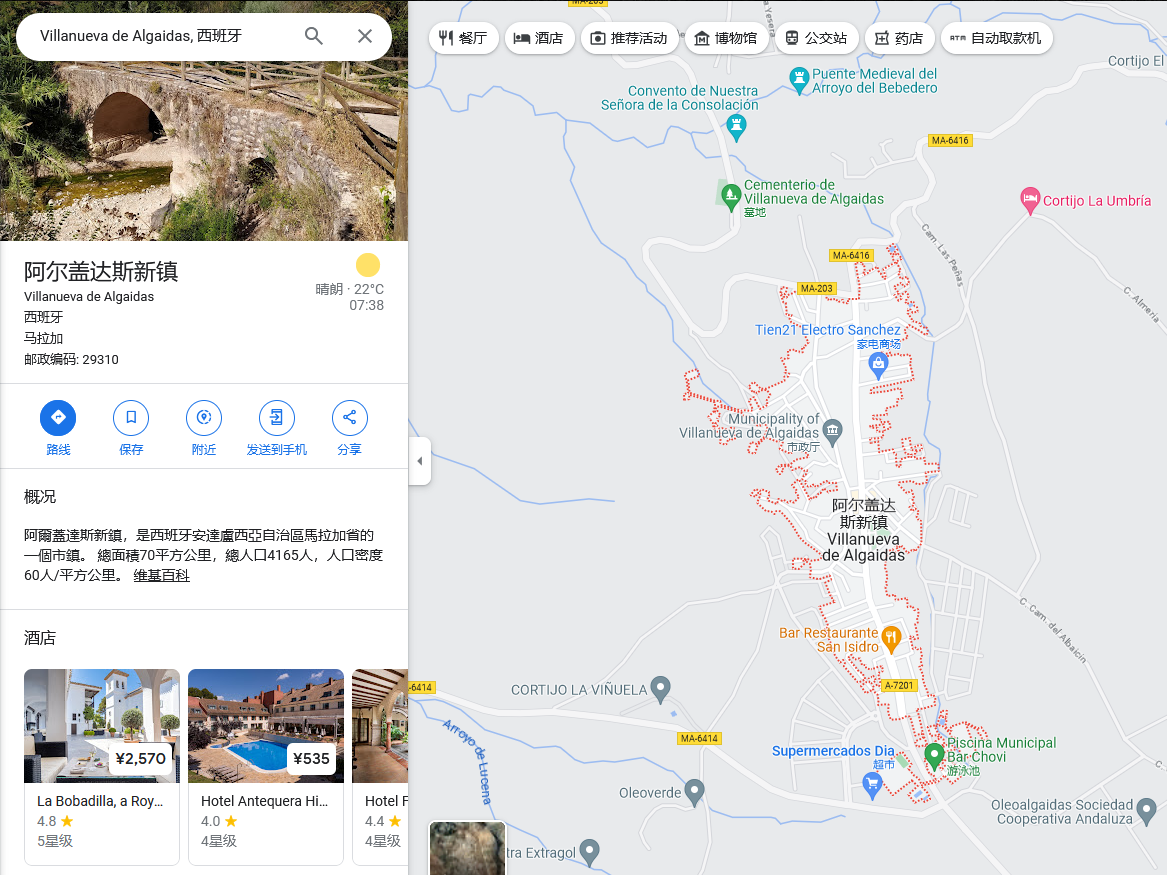 Villanueva de Algaidas, 西班牙
阿尔盖达斯新镇
Villanueva de Algaidas
西班牙
马拉加
邮政编码: 29310
晴朗 · 22°C
07:38
路线
保存
附近
发送到手机
分享
概况
阿爾蓋達斯新鎮，是西班牙安達盧西亞自治區馬拉加省的
一個市鎮。 總面積70平方公里，總人口4165人，人口密度
60人/平方公里。 维基百科
酒店
¥2,570
La Bobadilla, a Roy...
4.8
5星级
¥535
Hotel Antequera Hi...
4.0
4星级
Hotel F
4.4
4星级
餐厅
酒店
推荐活动
博物馆
公交站
药店
ATM 自动取款机
MA-203
Cortijo El
Puente Medieval del
Arroyo del Bebedero
Convento de Nuestra
Señora de la Consolación
MA-6416
Cementerio de
Villanueva de Algaidas
墓地
Cortijo La Umbría
Cam. Las Peñas
MA-6416
MA-203
C. Almeria
Tien21 Electro Sanchez
家电商场
Municipality of
Villanueva de Algaidas
市政厅
阿尔盖达
斯新镇
Villanueva
de Algaidas
C. Cam. del Albaicín
Bar Restaurante
San Isidro
A-7201
-6414
CORTIJO LA VIÑUELA
Arroyo de Lucena
MA-6414
Supermercados Dia
超市
Piscina Municipal
Bar Chovi
游泳池
Oleoverde
Oleoalgaidas Sociedad
Cooperativa Andaluza
tra Extragol